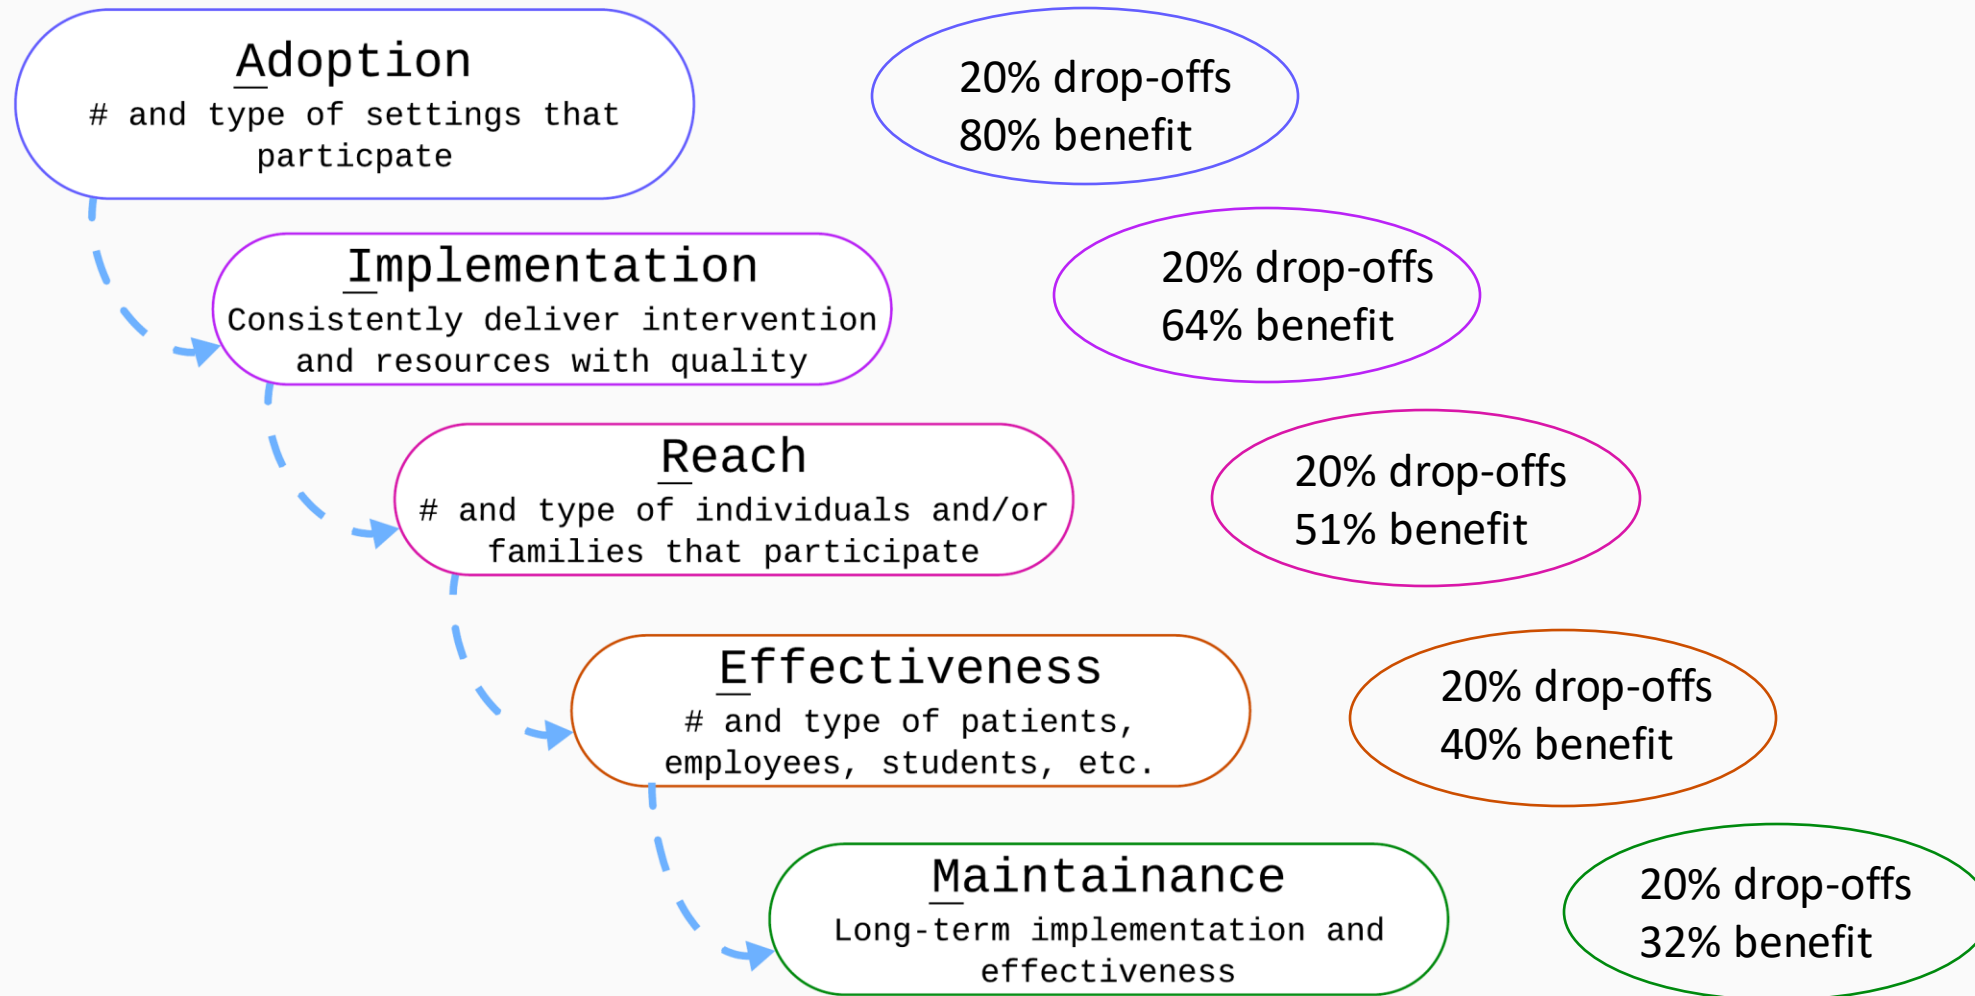 Adoption
# and type of settings that
particpate
20% drop-offs
80% benefit
Implementation
Consistently deliver intervention
and resources with quality
20% drop-offs
64% benefit
Reach
# and type of individuals and/or
families that participate
20% drop-offs
51% benefit
Effectiveness
# and type of patients,
employees, students, etc.
20% drop-offs
40% benefit
Maintainance
Long-term implementation and
effectiveness
20% drop-offs
32% benefit